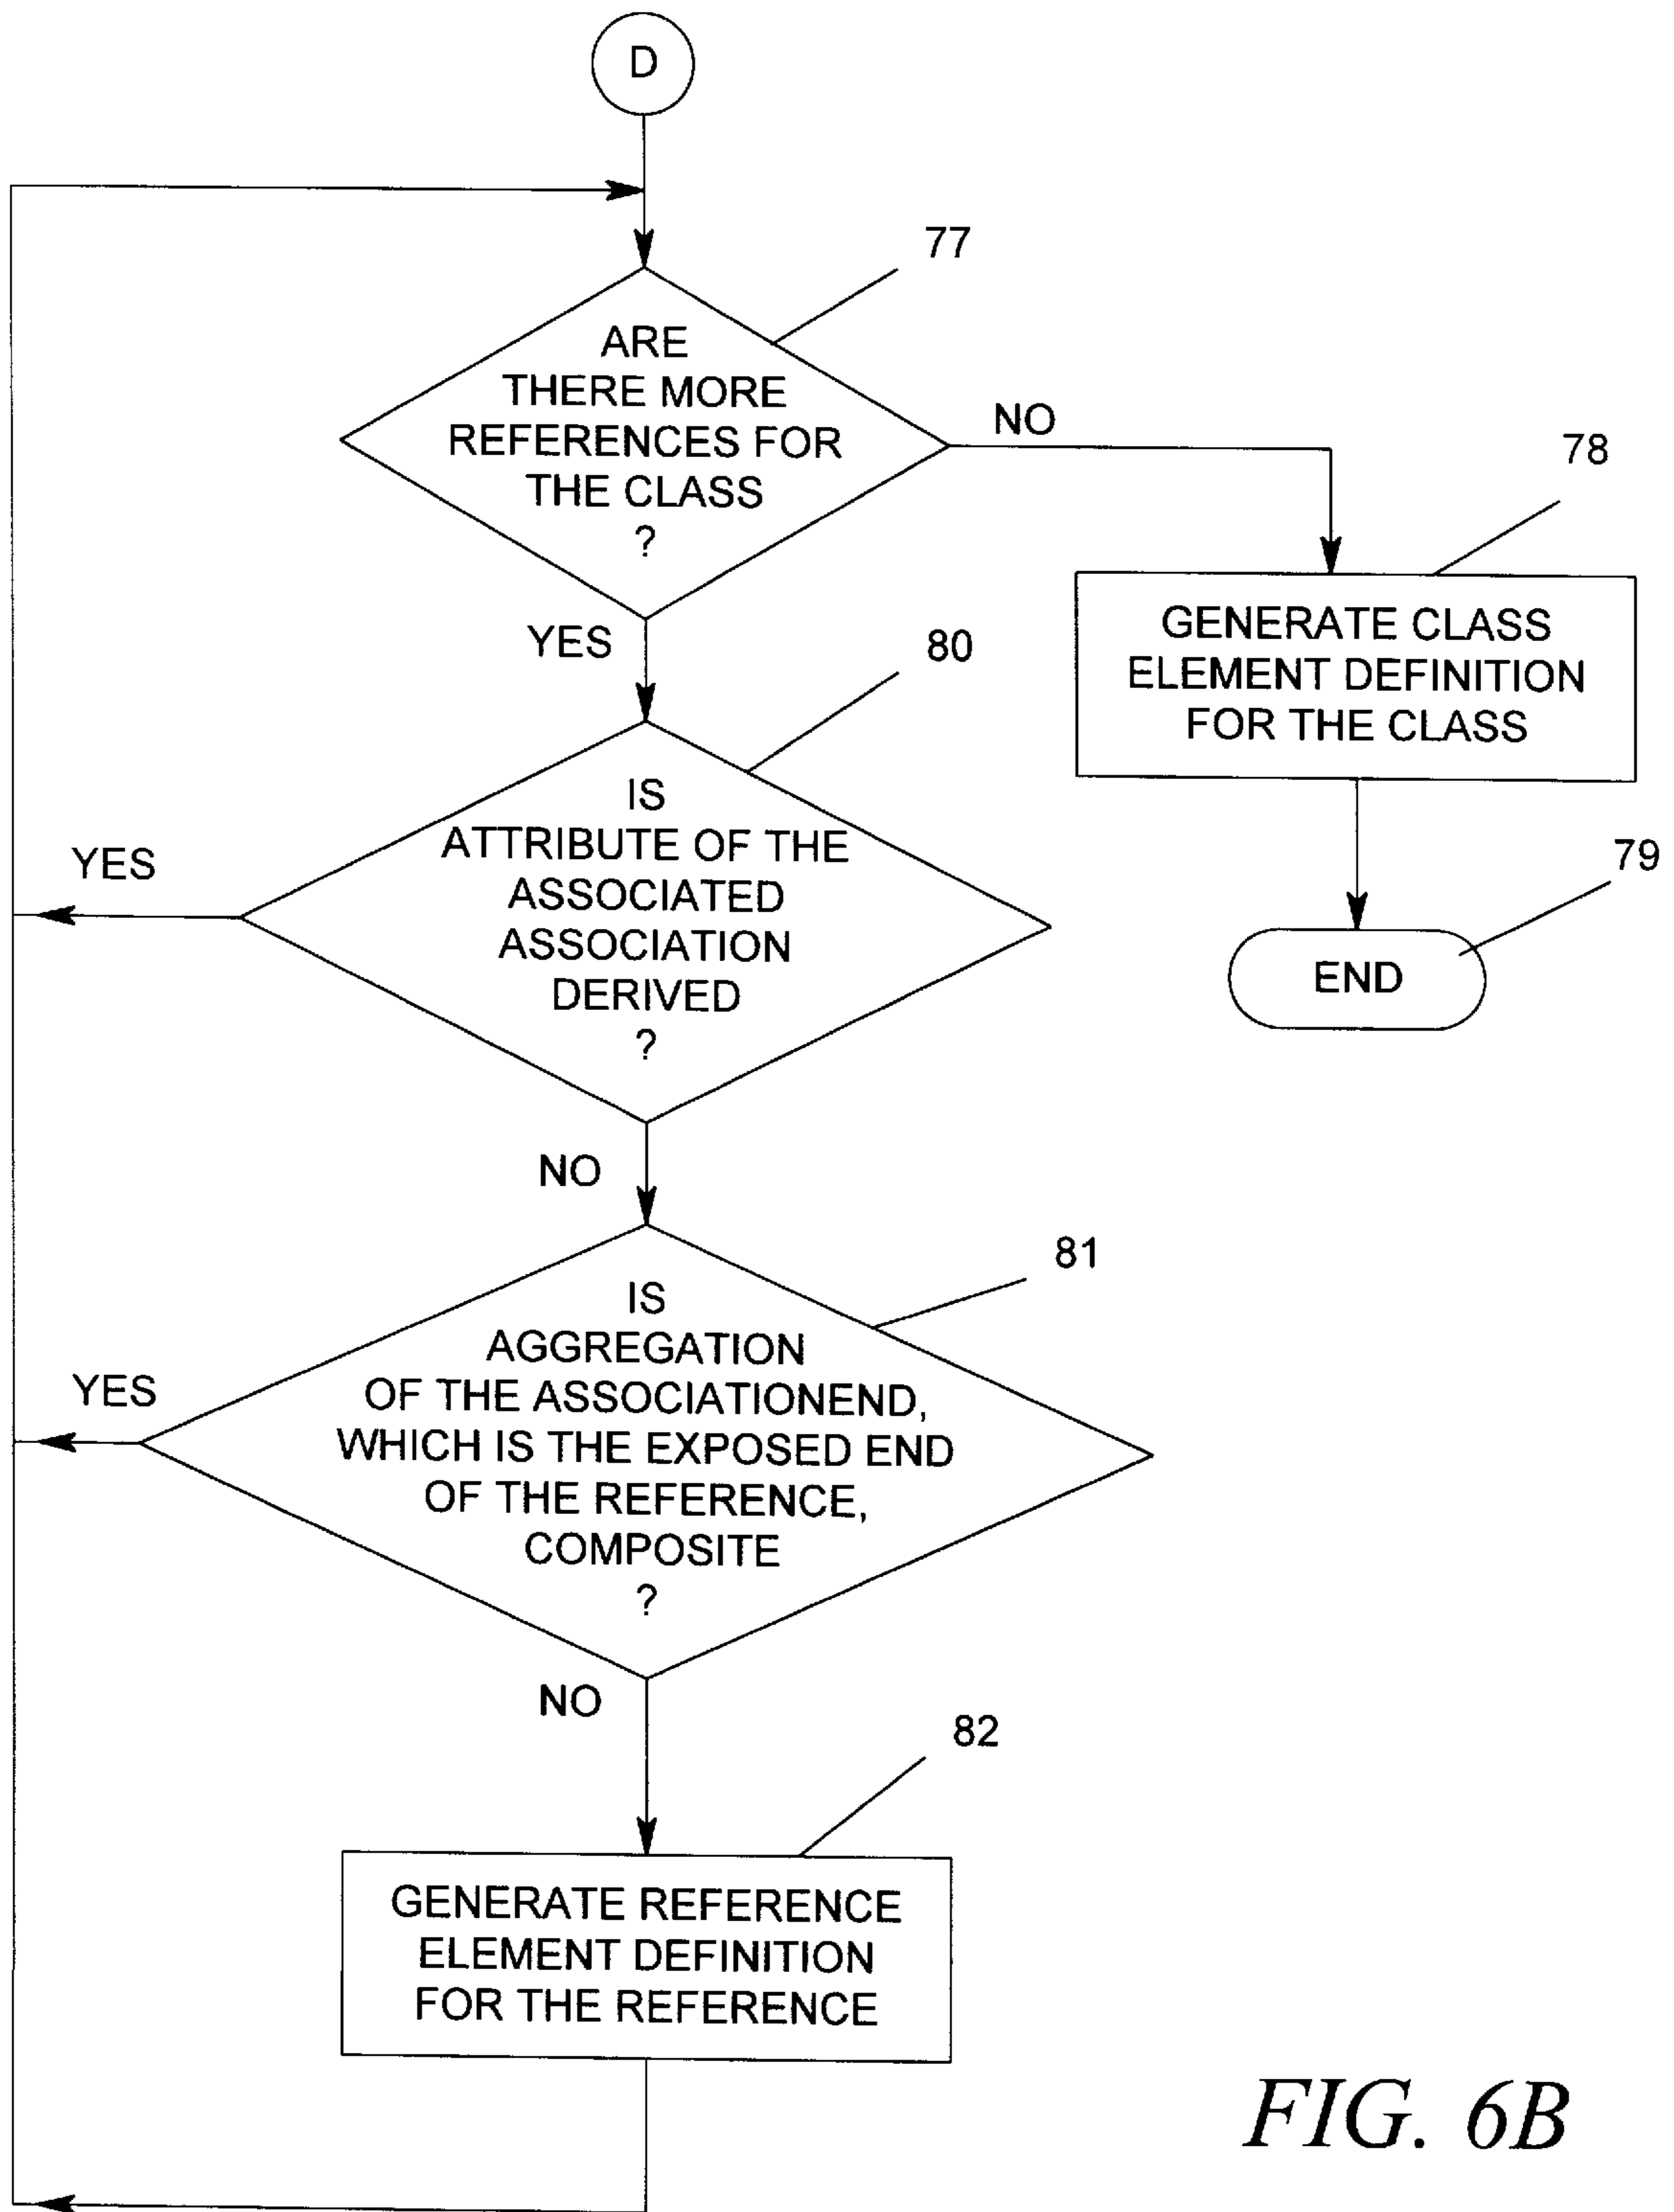 D
77
ARE
THERE MORE
REFERENCES FOR
THE CLASS
?
NO
78
GENERATE CLASS
ELEMENT DEFINITION
FOR THE CLASS
YES
80
IS
ATTRIBUTE OF THE
ASSOCIATED
ASSOCIATION
DERIVED
?
YES
79
END
NO
81
IS
AGGREGATION
OF THE ASSOCIATIONEND,
WHICH IS THE EXPOSED END
OF THE REFERENCE,
COMPOSITE
?
YES
NO
82
GENERATE REFERENCE
ELEMENT DEFINITION
FOR THE REFERENCE
FIG. 6B